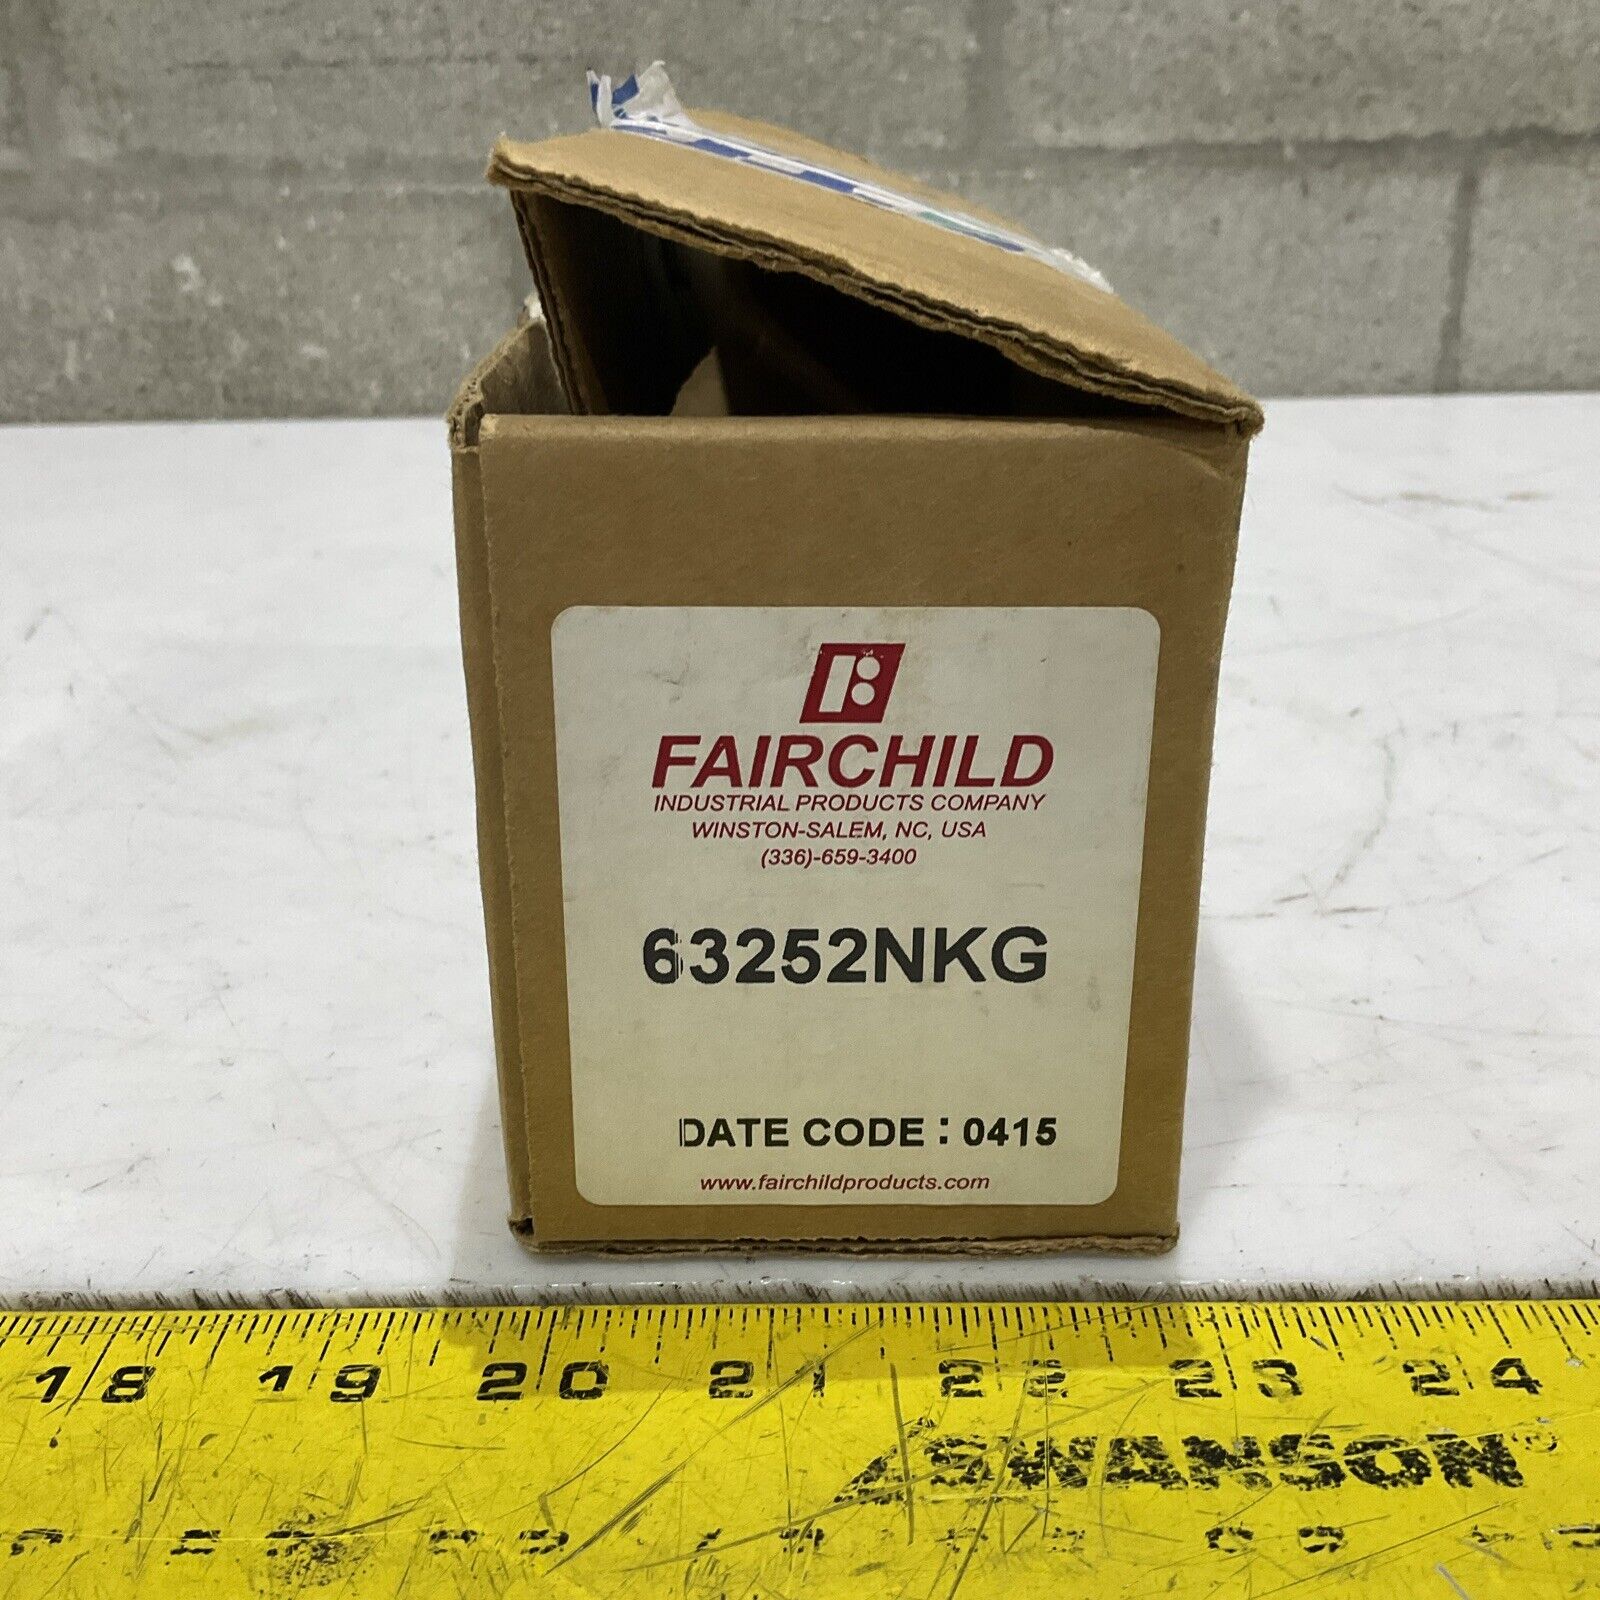 FAIRCHILD
INDUSTRIAL PRODUCTS COMPANY
WINSTON-SALEM, NC, USA
(336)-659-3400
63252NKG
DATE CODE : 0415
www.fairchildproducts.com
18 19 20 21 22 23 24
SWANSON®